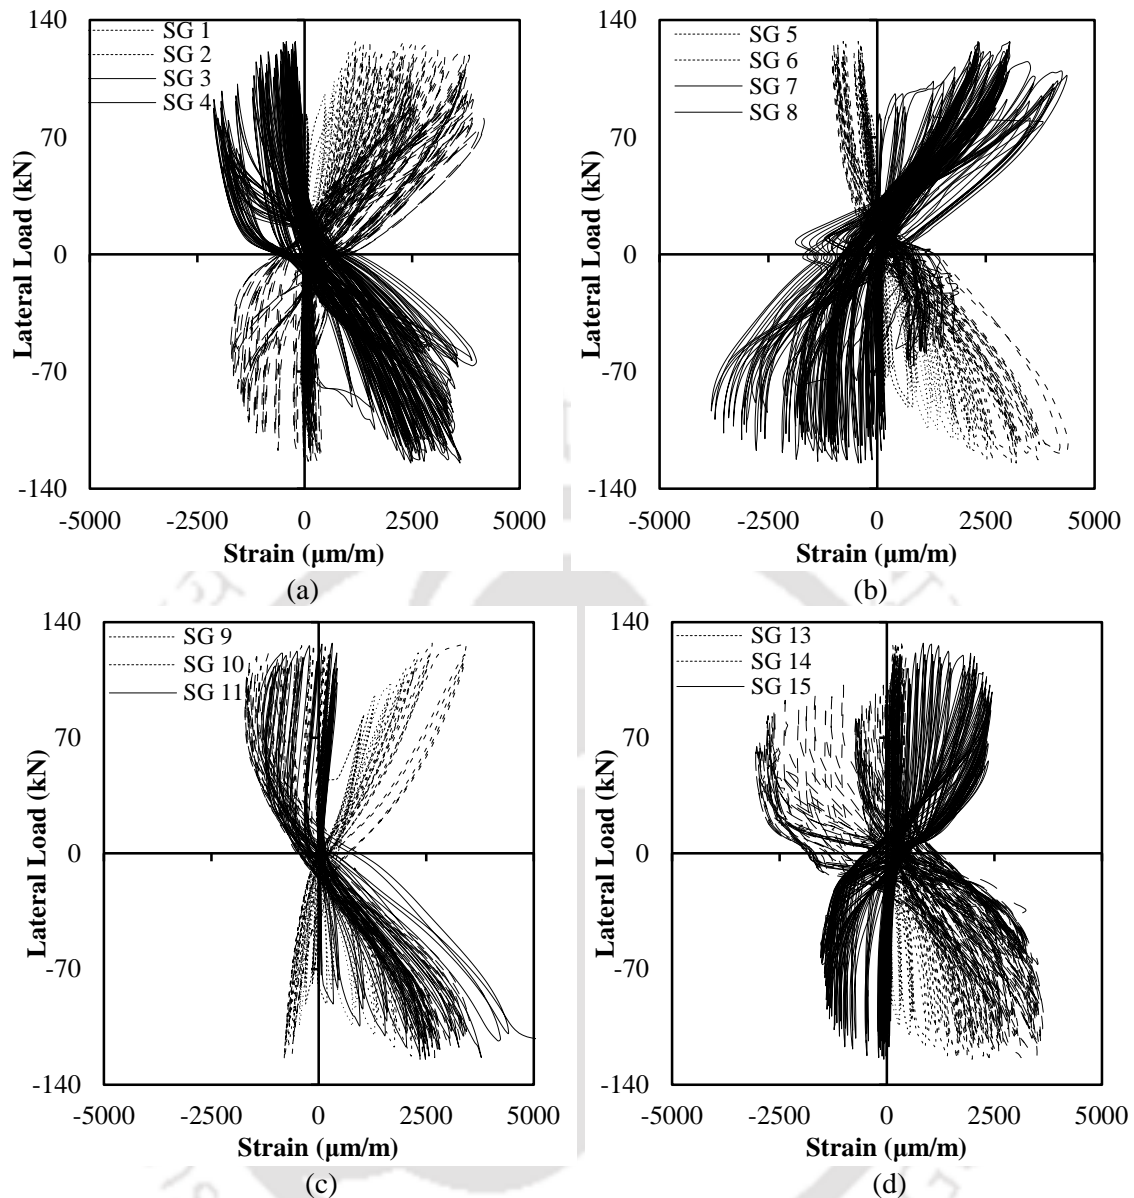 140
70
0
-70
-140
-5000 -2500 0 2500 5000
Lateral Load (kN)
Strain (µm/m)
SG 1
SG 2
SG 3
SG 4
(a)
140
70
0
-70
-140
-5000 -2500 0 2500 5000
Lateral Load (kN)
Strain (µm/m)
SG 5
SG 6
SG 7
SG 8
(b)
140
70
0
-70
-140
-5000 -2500 0 2500 5000
Lateral Load (kN)
Strain (µm/m)
SG 9
SG 10
SG 11
(c)
140
70
0
-70
-140
-5000 -2500 0 2500 5000
Lateral Load (kN)
Strain (µm/m)
SG 13
SG 14
SG 15
(d)